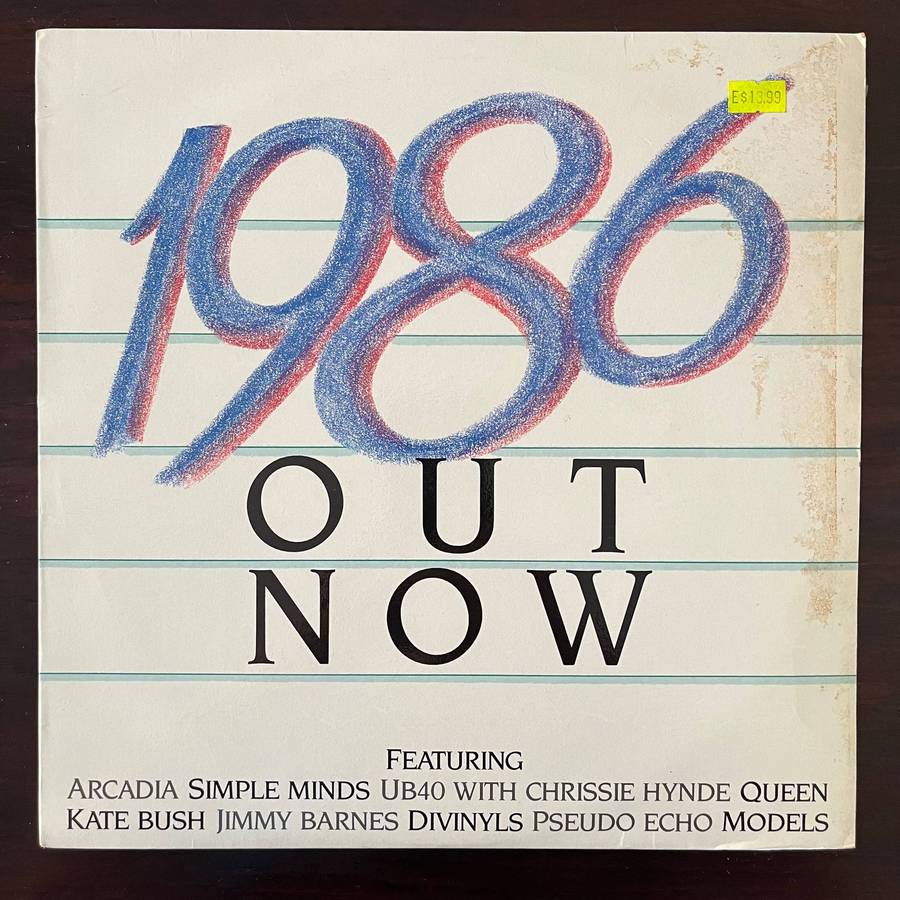 1986
E$13.99
OUT
NOW
FEATURING
ARCADIA SIMPLE MINDS UB40 WITH CHRISSIE HYNDE QUEEN
KATE BUSH JIMMY BARNES DIVINYLS PSEUDO ECHO MODELS